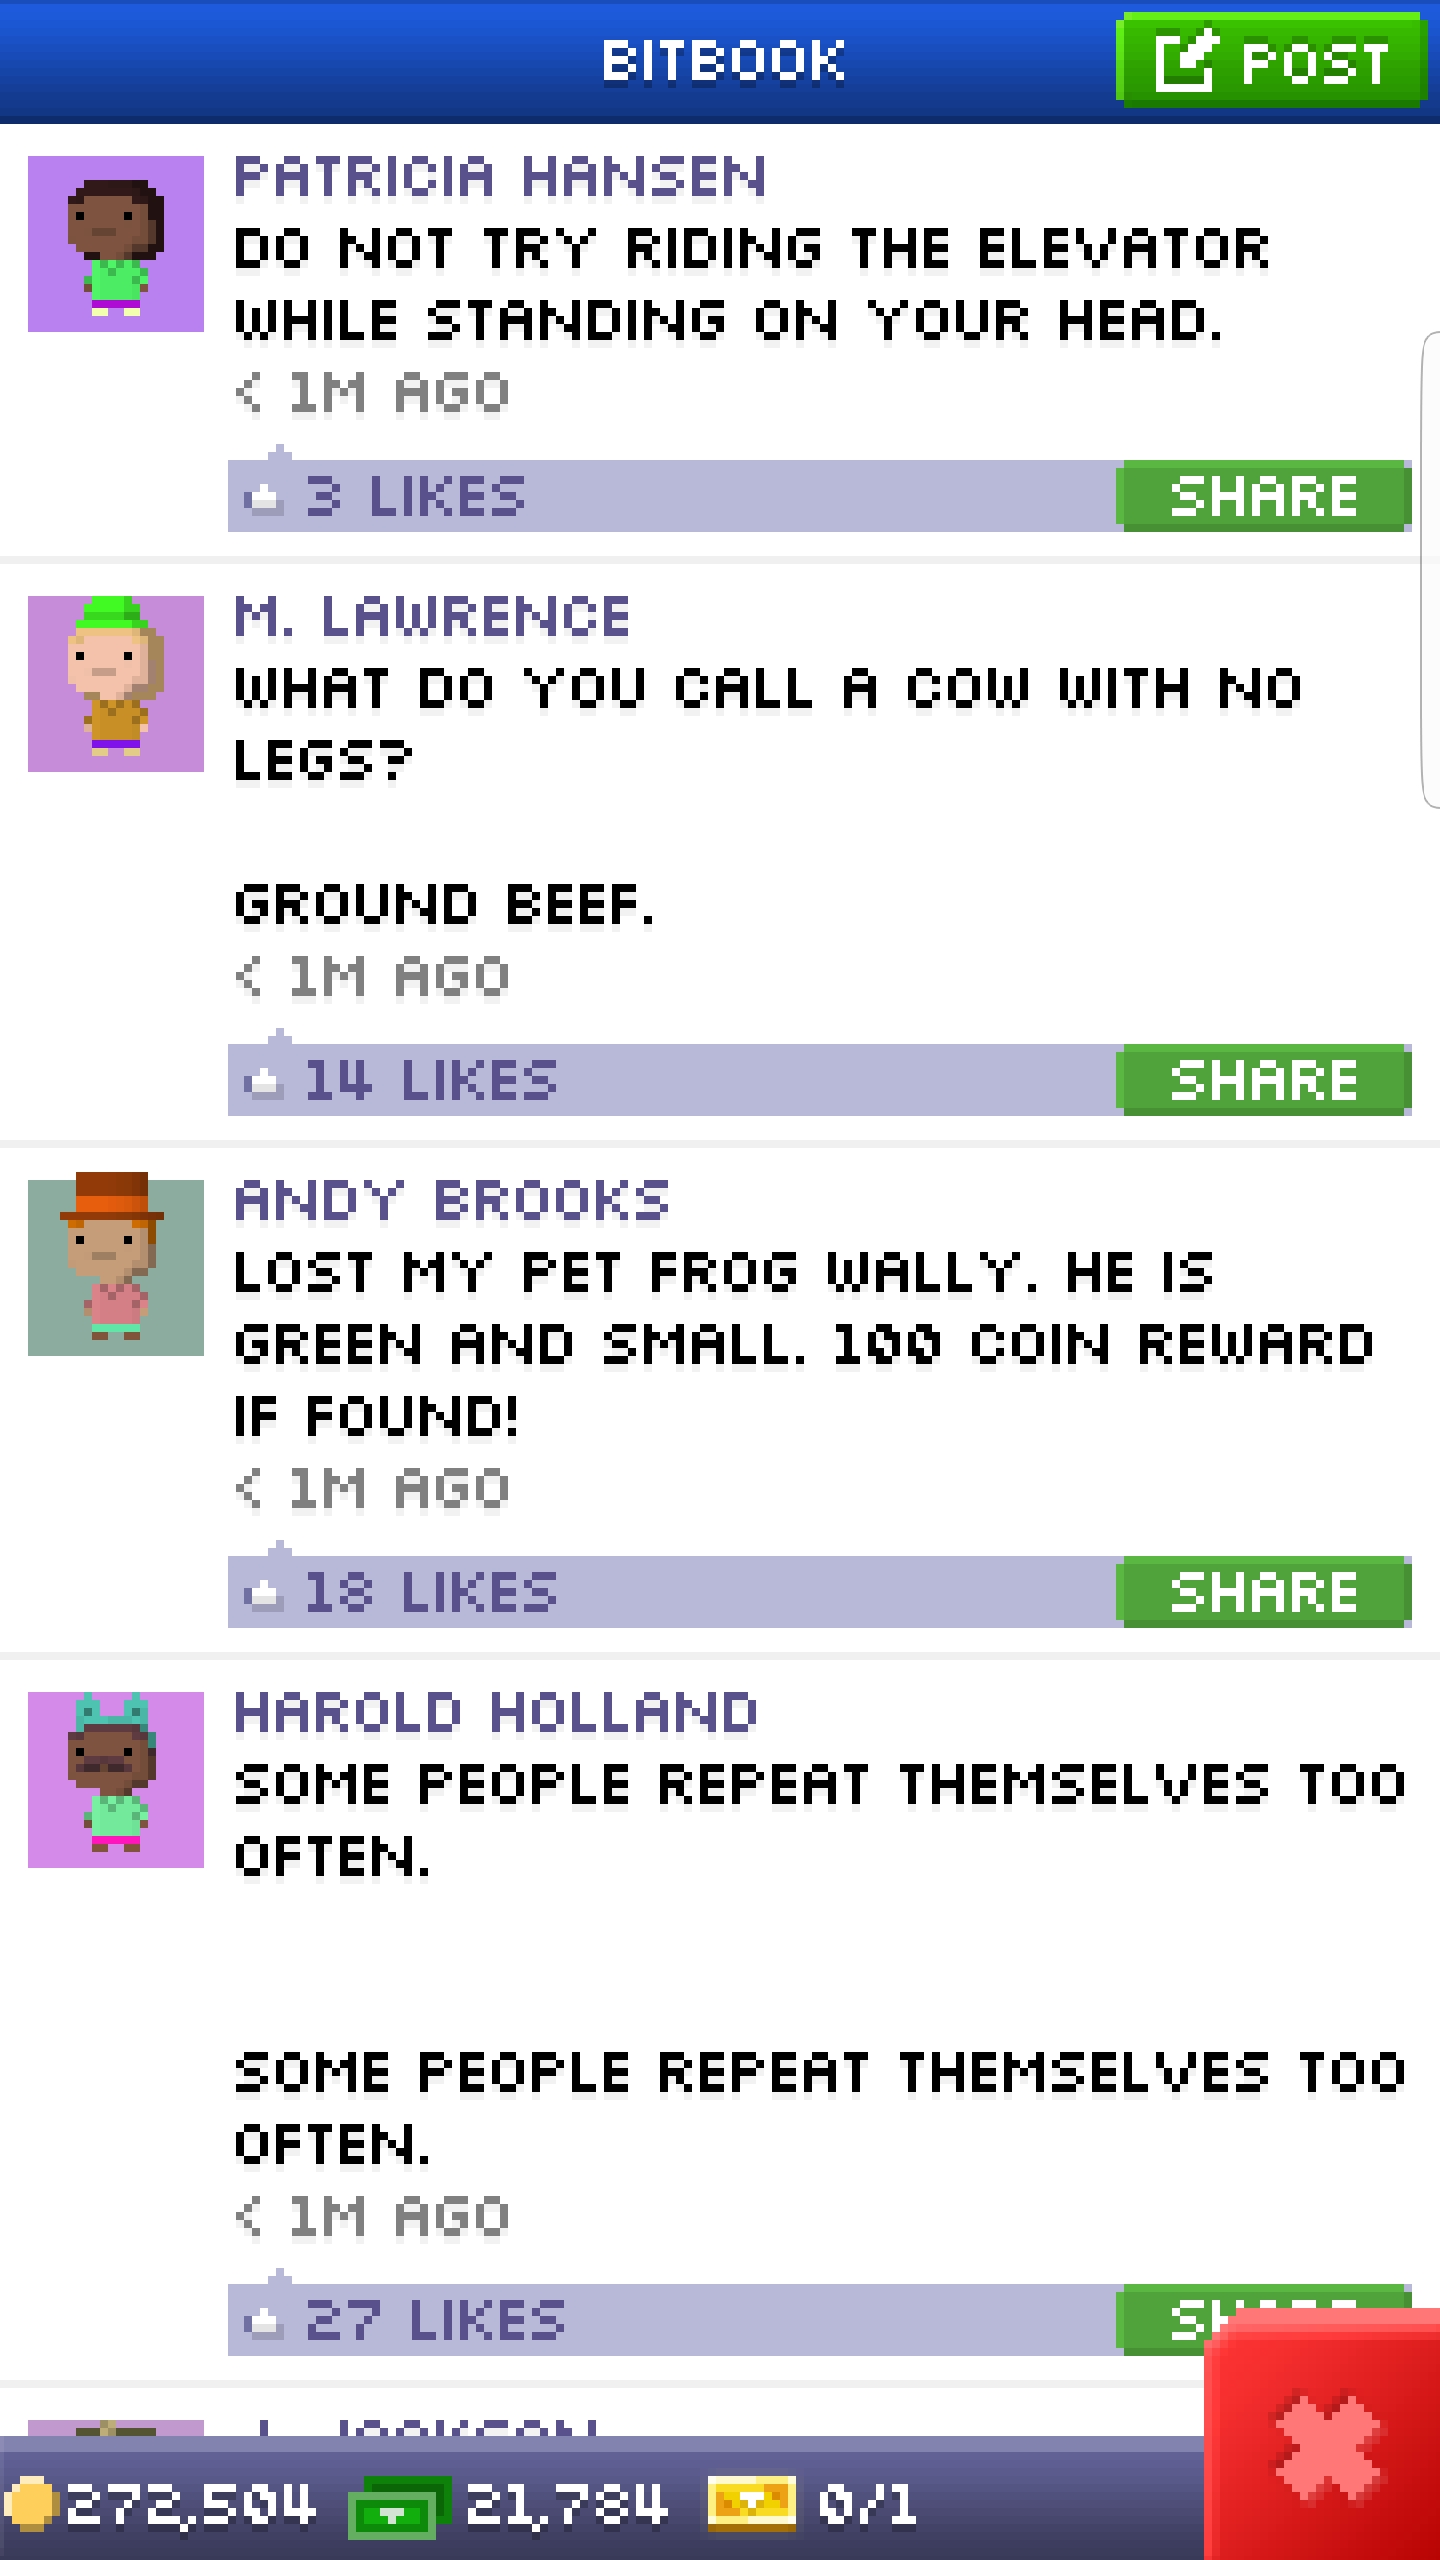 BITBOOK
POST
PATRICIA HANSEN
DO NOT TRY RIDING THE ELEVATOR
WHILE STANDING ON YOUR HEAD.
< 1M AGO
3 LIKES
SHARE
M. LAWRENCE
WHAT DO YOU CALL A COW WITH NO
LEGS?
GROUND BEEF.
< 1M AGO
14 LIKES
SHARE
ANDY BROOKS
LOST MY PET FROG WALLY. HE IS
GREEN AND SMALL. 100 COIN REWARD
IF FOUND!
< 1M AGO
18 LIKES
SHARE
HAROLD HOLLAND
SOME PEOPLE REPEAT THEMSELVES TOO
OFTEN.
SOME PEOPLE REPEAT THEMSELVES TOO
OFTEN.
< 1M AGO
27 LIKES
SHARE
272,504
21,784
0/1